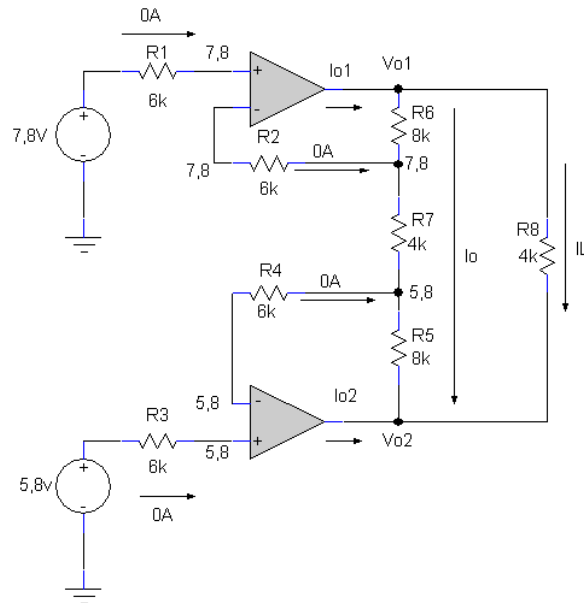 0A
R1
6k
7,8
+
-
Io1
Vo1
7,8V
+
-
R6
8k
R2
6k
7,8
0A
7,8
R7
4k
Io
R8
4k
IL
R4
6k
0A
5,8
R5
8k
5,8
-
+
Io2
Vo2
R3
6k
5,8
5,8v
+
-
0A